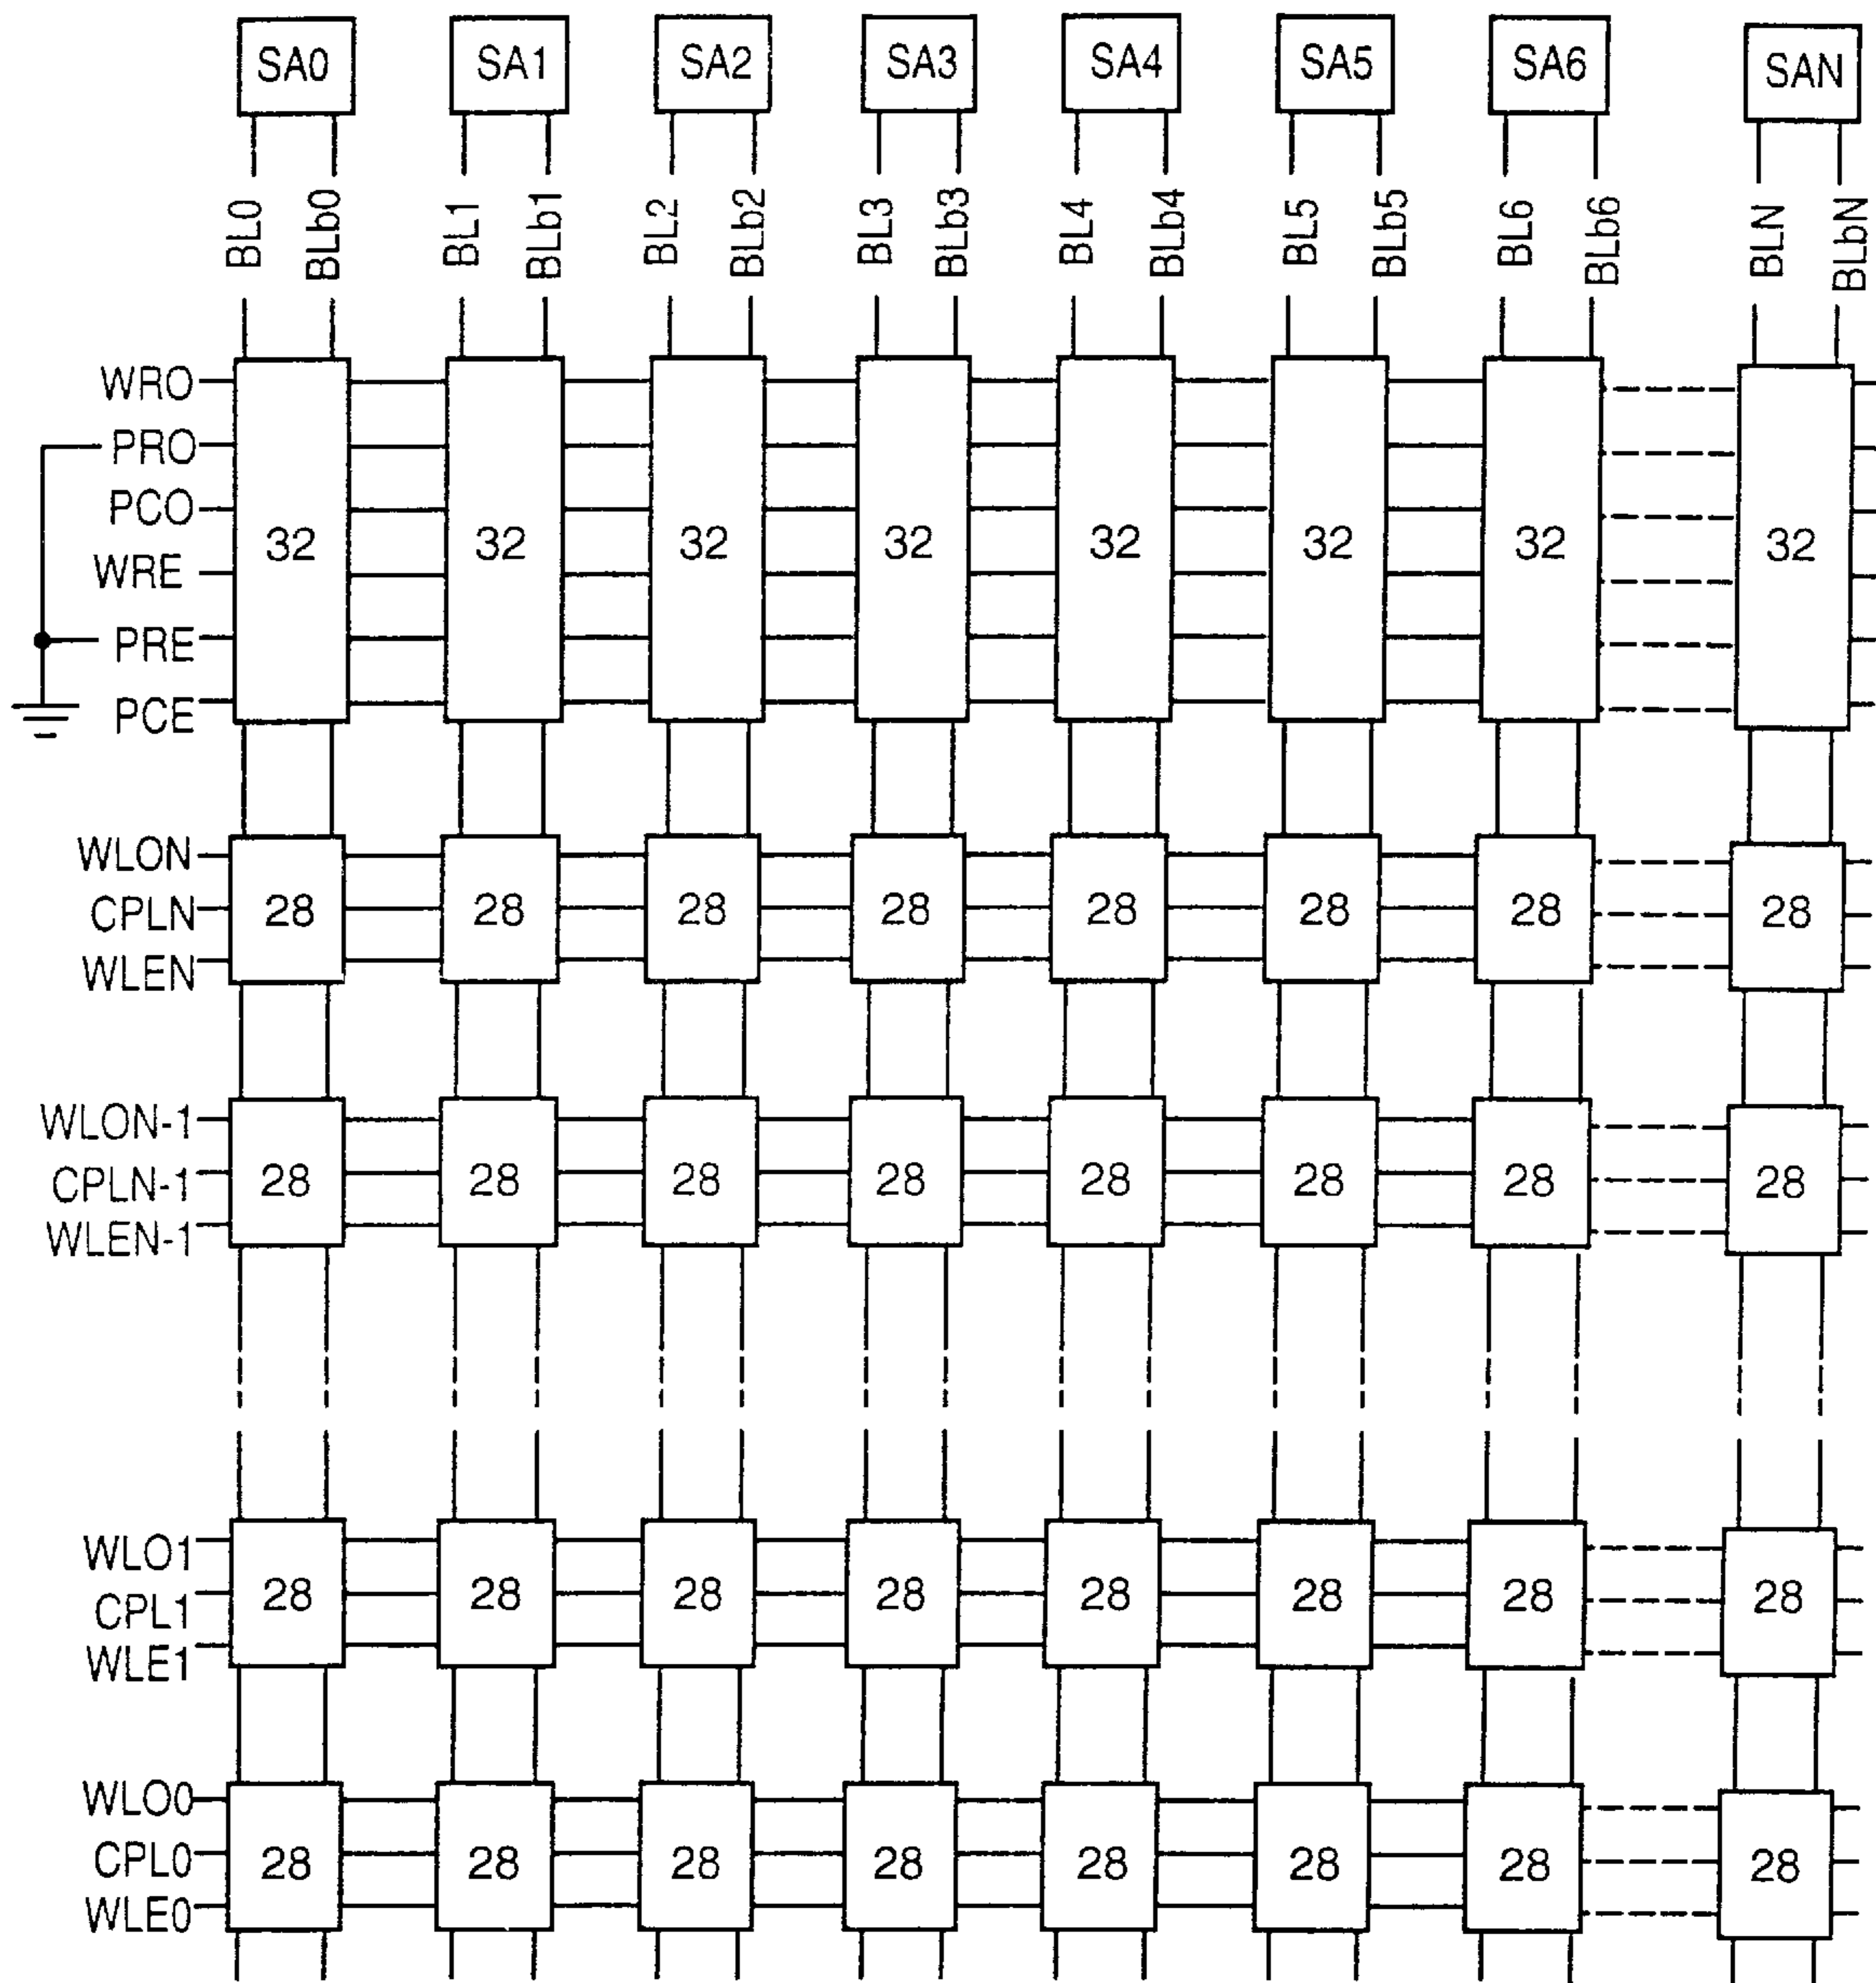 SA0 SA1 SA2 SA3 SA4 SA5 SA6 SAN
BL0 BLb0 BL1 BLb1 BL2 BLb2 BL3 BLb3 BL4 BLb4 BL5 BLb5 BL6 BLb6 BLN BLbN
WRO
PRO
PCO
32 32 32 32 32 32 32 32
WRE
PRE
PCE
WLON
CPLN 28 28 28 28 28 28 28 28
WLEN
WLON-1
CPLN-1 28 28 28 28 28 28 28 28
WLEN-1
WLO1
CPL1 28 28 28 28 28 28 28 28
WLE1
WLO0
CPL0 28 28 28 28 28 28 28 28
WLE0